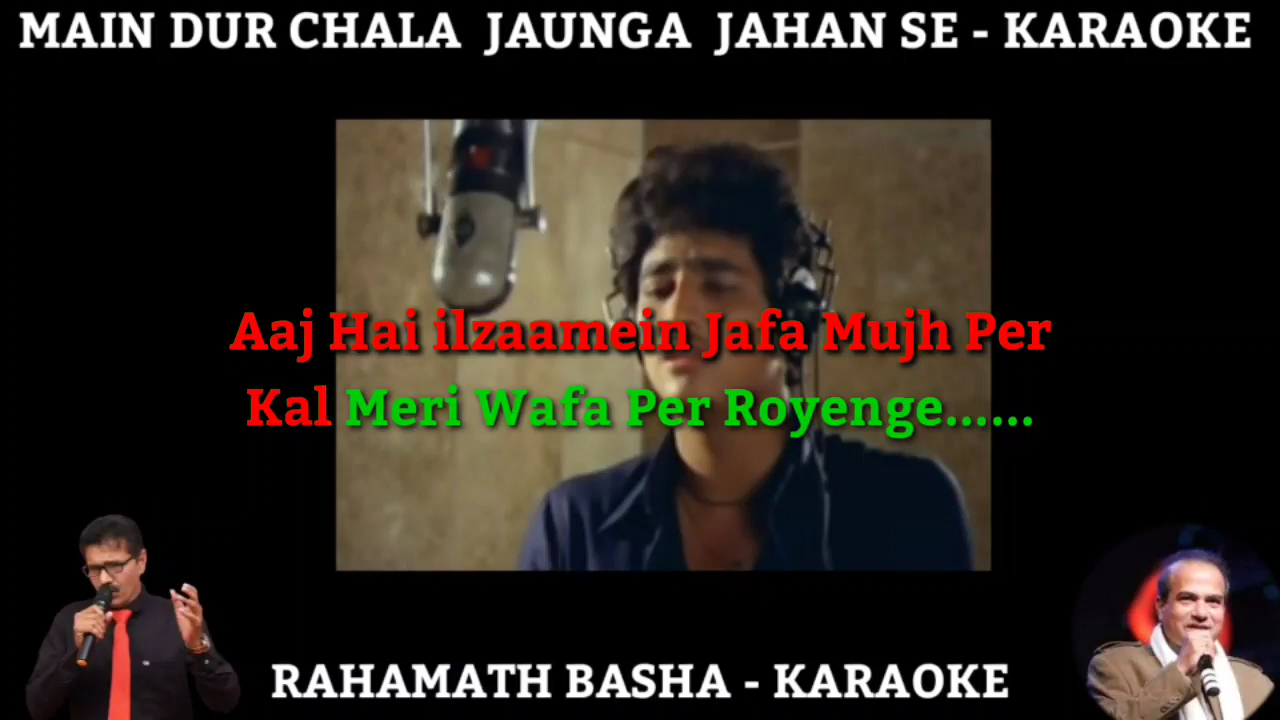 MAIN DUR CHALA JAUNGA JAHAN SE - KARAOKE
Aaj Hai ilzaamein Jafa Mujh Per
Kal Meri Wafa Per Royenge......
RAHAMATH BASHA - KARAOKE